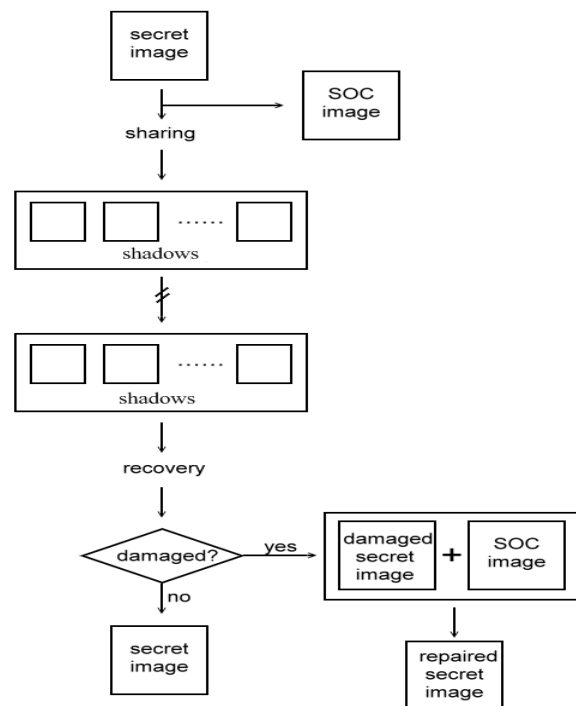 secret
image
SOC
image
sharing
......
shadows
......
shadows
recovery
damaged?
yes
damaged
secret
image
+
SOC
image
no
secret
image
repaired
secret
image